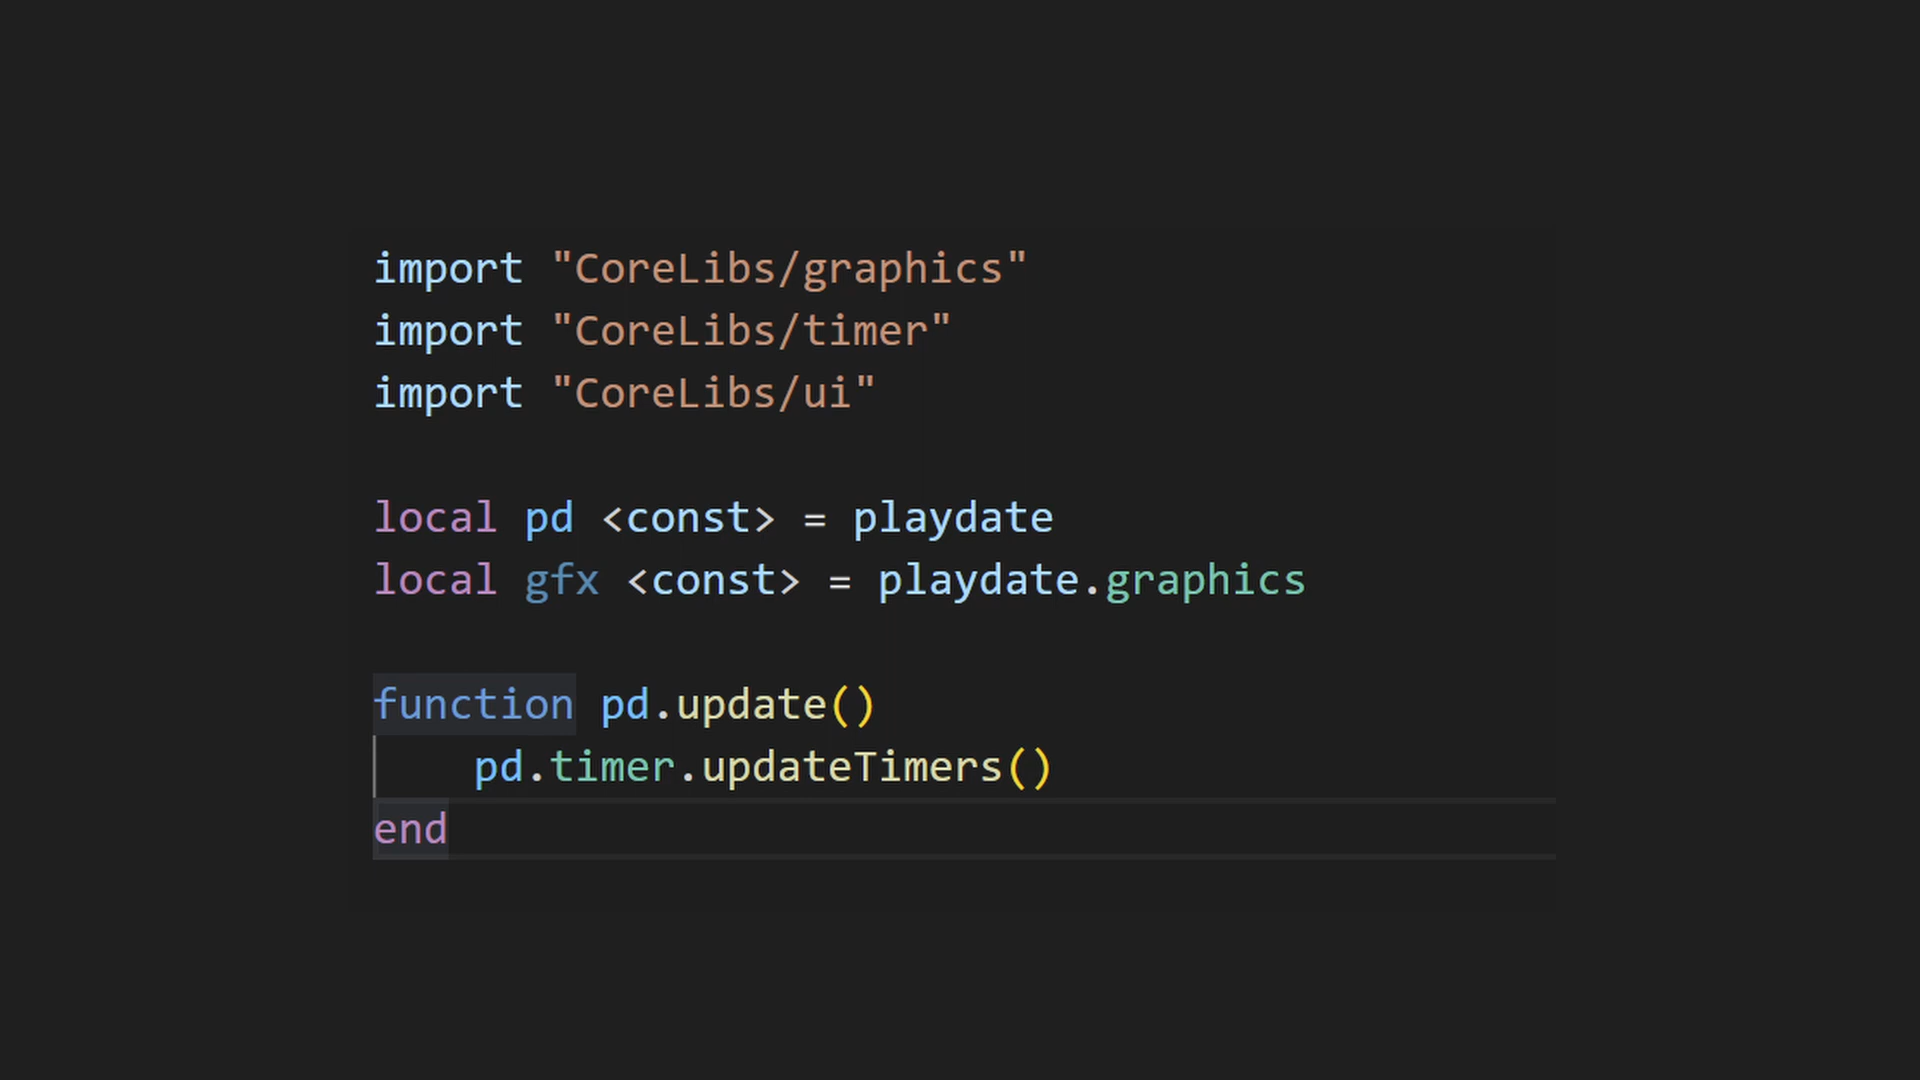 import "CoreLibs/graphics"
import "CoreLibs/timer"
import "CoreLibs/ui"
local pd <const> = playdate
local gfx <const> = playdate.graphics
function pd.update()
    pd.timer.updateTimers()
end